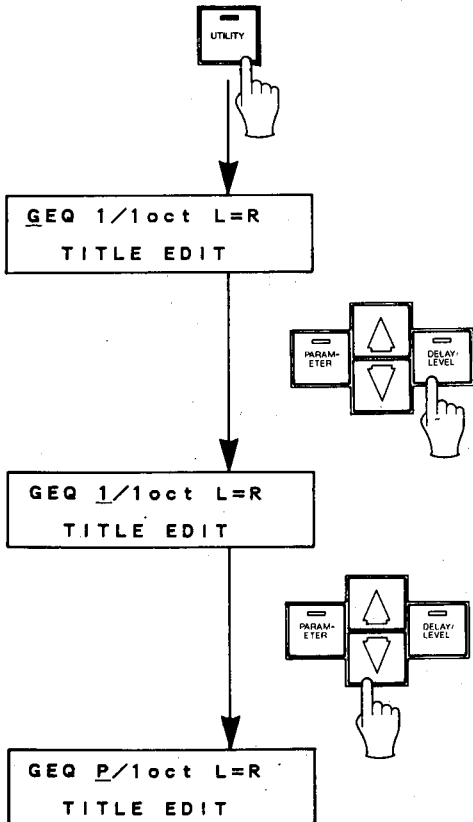 UTILITY
GEQ 1/1oct L=R
TITLE EDIT
PARAM-
ETER
DELAY/
LEVEL
GEQ 1/1oct L=R
TITLE EDIT
PARAM-
ETER
DELAY/
LEVEL
GEQ P/1oct L=R
TITLE EDIT